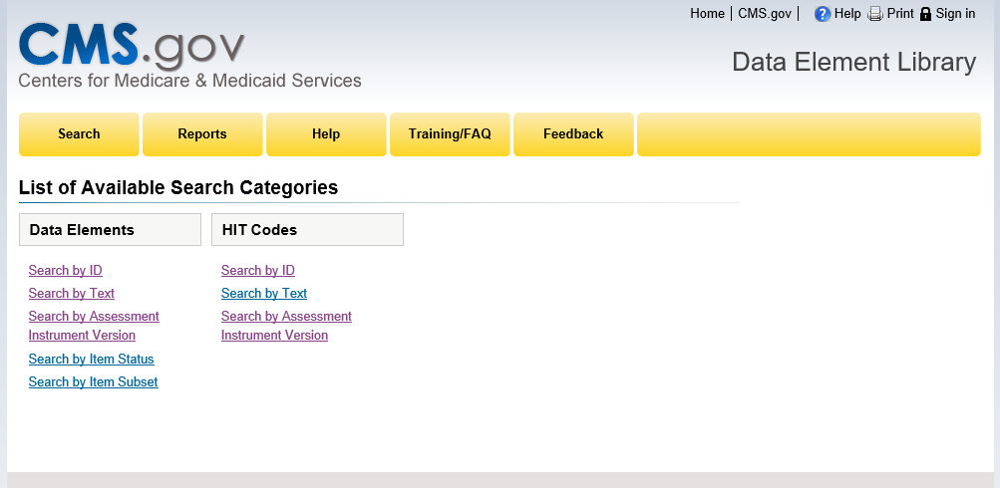 Home CMS.gov Help Print Sign in
CMS.gov
Centers for Medicare & Medicaid Services
Data Element Library
Search Reports Help Training/FAQ Feedback
List of Available Search Categories
Data Elements
Search by ID
Search by Text
Search by Assessment
Instrument Version
Search by Item Status
Search by Item Subset
HIT Codes
Search by ID
Search by Text
Search by Assessment
Instrument Version